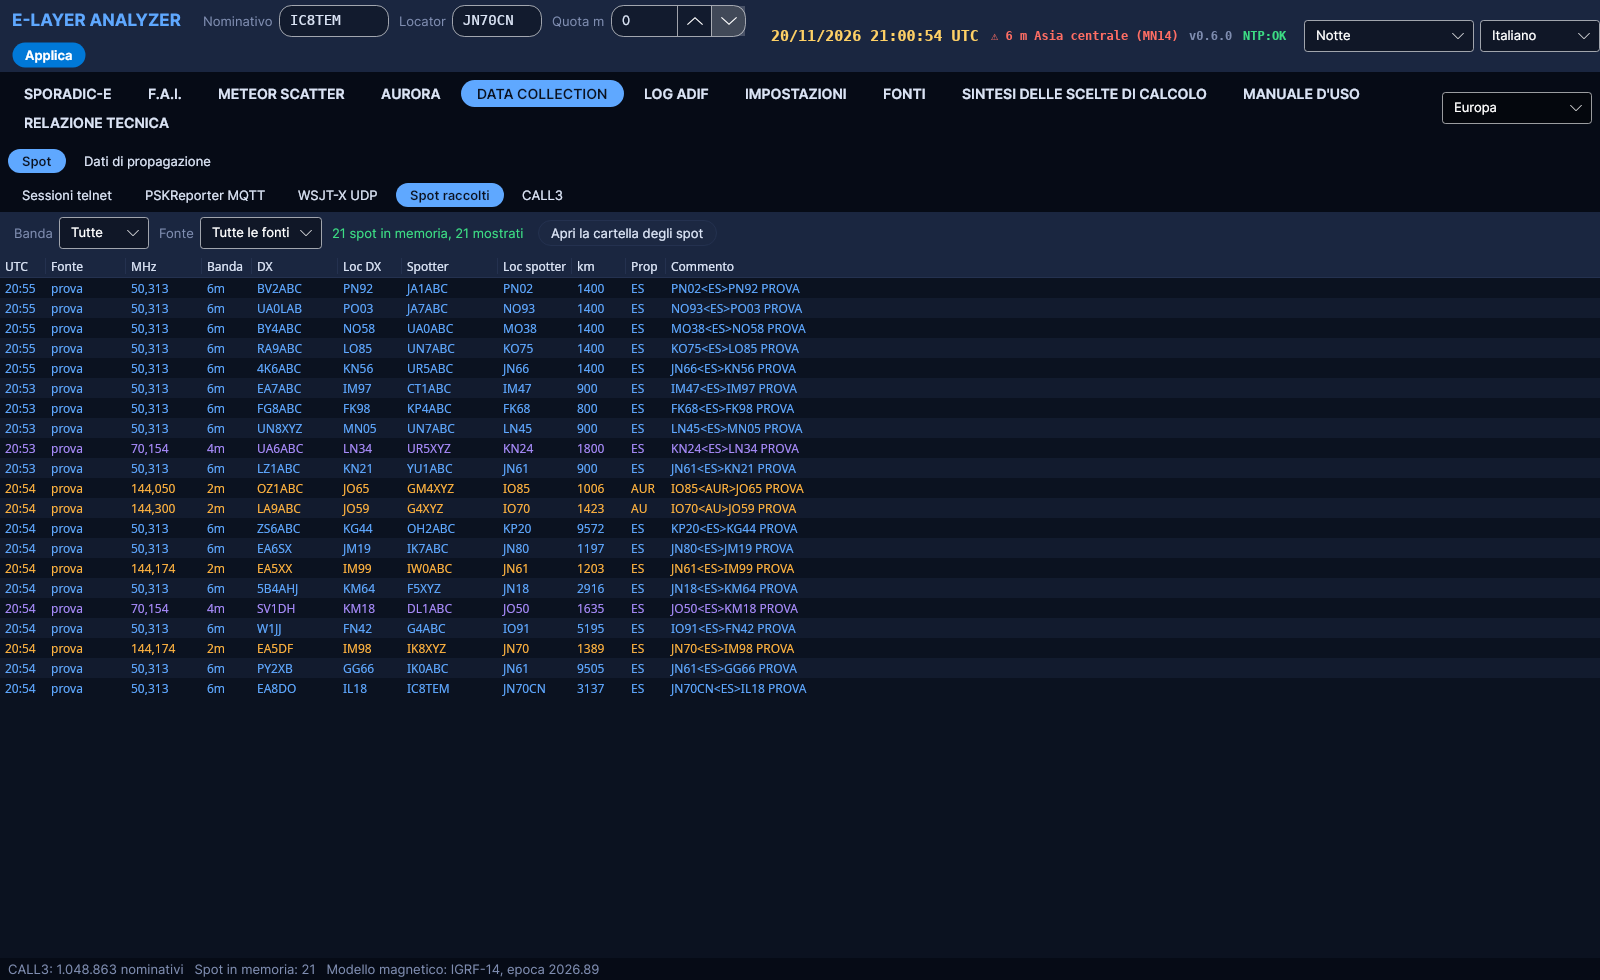 E-LAYER ANALYZER Nominativo IC8TEM Locator JN70CN Quota m 0
20/11/2026 21:00:54 UTC ⚠ 6 m Asia centrale (MN14) v0.6.0 NTP:OK Notte Italiano
Applica
SPORADIC-E F.A.I. METEOR SCATTER AURORA DATA COLLECTION LOG ADIF IMPOSTAZIONI FONTI SINTESI DELLE SCELTE DI CALCOLO MANUALE D'USO
RELAZIONE TECNICA
Europa
Spot Dati di propagazione
Sessioni telnet PSKReporter MQTT WSJT-X UDP Spot raccolti CALL3
Banda Tutte Fonte Tutte le fonti 21 spot in memoria, 21 mostrati Apri la cartella degli spot
UTC Fonte MHz Banda DX Loc DX Spotter Loc spotter km Prop Commento
20:55 prova 50,313 6m BV2ABC PN92 JA1ABC PN02 1400 ES PN02<ES>PN92 PROVA
20:55 prova 50,313 6m UA0LAB PO03 JA7ABC NO93 1400 ES NO93<ES>PO03 PROVA
20:55 prova 50,313 6m BY4ABC NO58 UA0ABC MO38 1400 ES MO38<ES>NO58 PROVA
20:55 prova 50,313 6m RA9ABC LO85 UN7ABC KO75 1400 ES KO75<ES>LO85 PROVA
20:55 prova 50,313 6m 4K6ABC KN56 UR5ABC JN66 1400 ES JN66<ES>KN56 PROVA
20:53 prova 50,313 6m EA7ABC IM97 CT1ABC IM47 900 ES IM47<ES>IM97 PROVA
20:53 prova 50,313 6m FG8ABC FK98 KP4ABC FK68 800 ES FK68<ES>FK98 PROVA
20:53 prova 50,313 6m UN8XYZ MN05 UN7ABC LN45 900 ES LN45<ES>MN05 PROVA
20:53 prova 70,154 4m UA6ABC LN34 UR5XYZ KN24 1800 ES KN24<ES>LN34 PROVA
20:53 prova 50,313 6m LZ1ABC KN21 YU1ABC JN61 900 ES JN61<ES>KN21 PROVA
20:54 prova 144,050 2m OZ1ABC JO65 GM4XYZ IO85 1006 AUR IO85<AUR>JO65 PROVA
20:54 prova 144,300 2m LA9ABC JO59 G4XYZ IO70 1423 AU IO70<AU>JO59 PROVA
20:54 prova 50,313 6m ZS6ABC KG44 OH2ABC KP20 9572 ES KP20<ES>KG44 PROVA
20:54 prova 50,313 6m EA6SX JM19 IK7ABC JN80 1197 ES JN80<ES>JM19 PROVA
20:54 prova 144,174 2m EA5XX IM99 IW0ABC JN61 1203 ES JN61<ES>IM99 PROVA
20:54 prova 50,313 6m 5B4AHJ KM64 F5XYZ JN18 2916 ES JN18<ES>KM64 PROVA
20:54 prova 70,154 4m SV1DH KM18 DL1ABC JO50 1635 ES JO50<ES>KM18 PROVA
20:54 prova 50,313 6m W1JJ FN42 G4ABC IO91 5195 ES IO91<ES>FN42 PROVA
20:54 prova 144,174 2m EA5DF IM98 IK8XYZ JN70 1389 ES JN70<ES>IM98 PROVA
20:54 prova 50,313 6m PY2XB GG66 IK0ABC JN61 9505 ES JN61<ES>GG66 PROVA
20:54 prova 50,313 6m EA8DO IL18 IC8TEM JN70CN 3137 ES JN70CN<ES>IL18 PROVA
CALL3: 1.048.863 nominativi Spot in memoria: 21 Modello magnetico: IGRF-14, epoca 2026.89